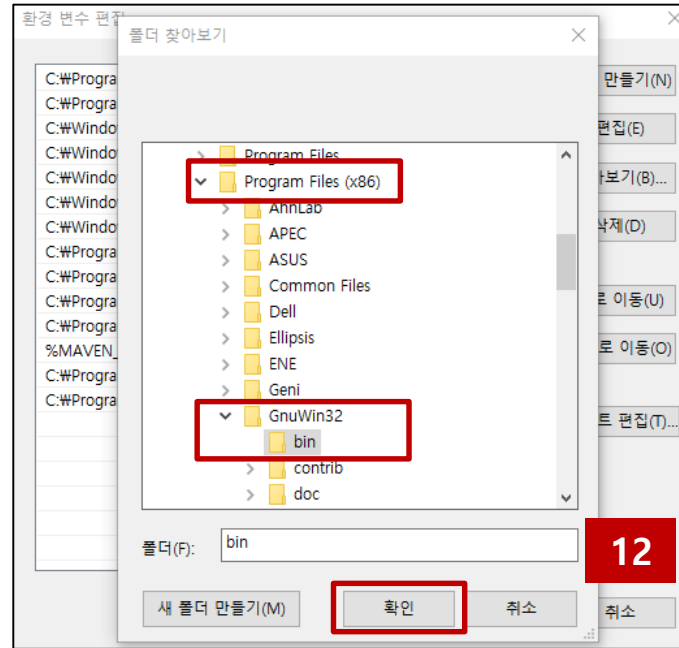 환경 변수 편집
폴더 찾아보기
C:₩Progra
C:₩Progra
C:₩Windo
C:₩Windo
C:₩Windo
C:₩Windo
C:₩Windo
C:₩Progra
C:₩Progra
C:₩Progra
C:₩Progra
%MAVEN_
C:₩Progra
C:₩Progra
Program Files
Program Files (x86)
AhnLab
APEC
ASUS
Common Files
Dell
Ellipsis
ENE
Geni
GnuWin32
bin
contrib
doc
폴더(F):
bin
새 폴더 만들기(M)
확인
취소
만들기(N)
편집(E)
보기(B)...
삭제(D)
로 이동(U)
로 이동(O)
트 편집(T)...
12
취소